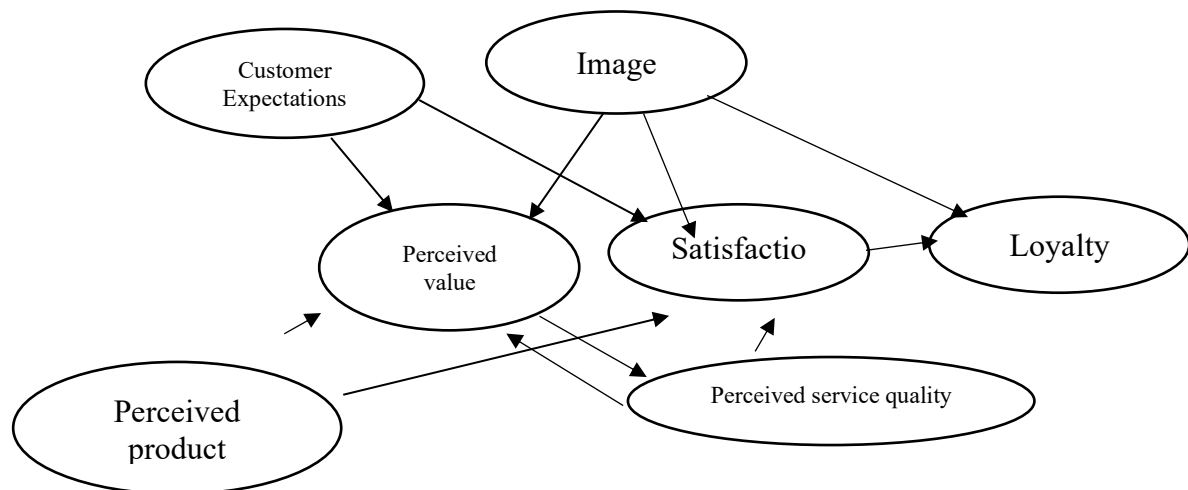 Customer
Expectations
Image
Perceived
value
Satisfactio
Loyalty
Perceived
product
Perceived service quality